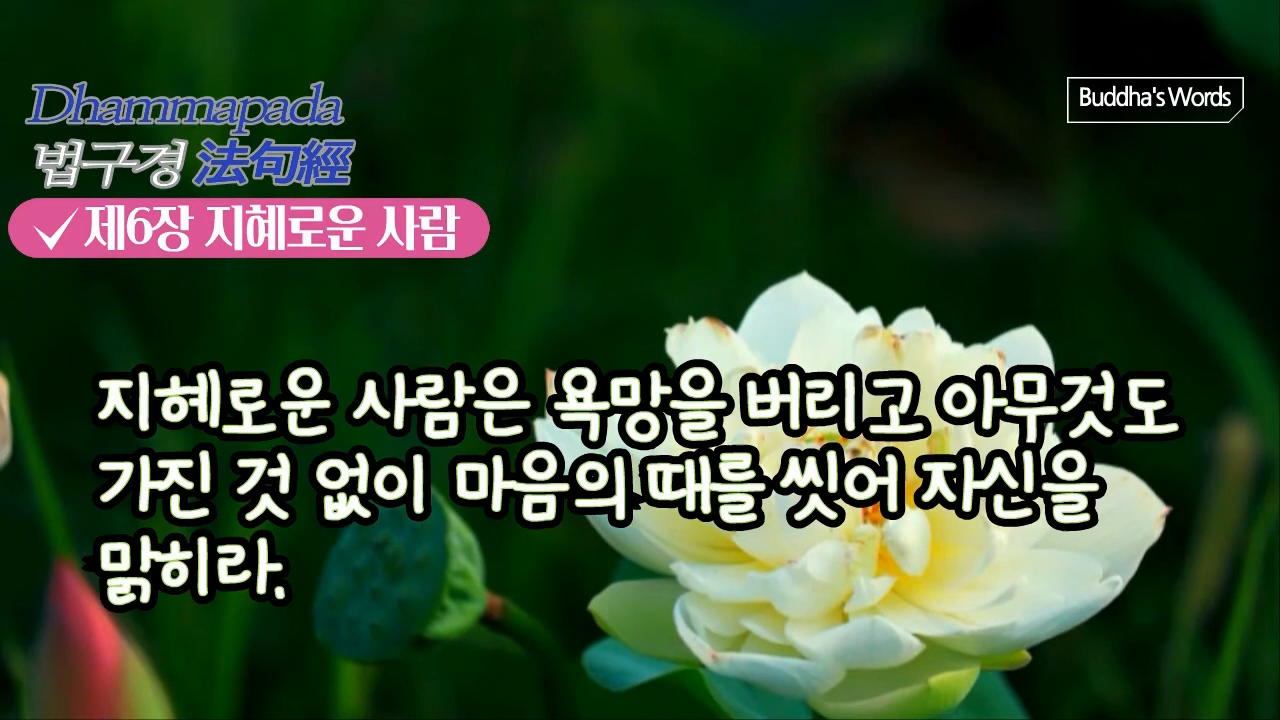 Dhammapada
Buddha's Words
법구경 法句經
제6장 지혜로운 사람
지혜로운 사람은 욕망을 버리고 아무것도
가진 것 없이 마음의 때를 씻어 자신을
맑히라.